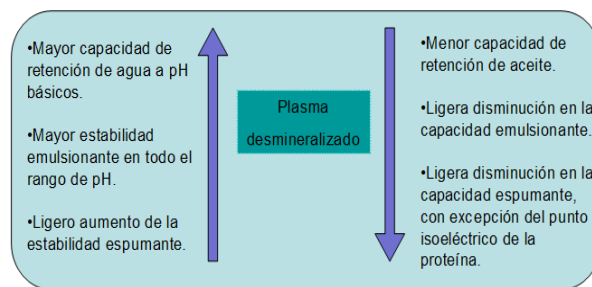 •Mayor capacidad de
retención de agua a pH
básicos.
•Mayor estabilidad
emulsionante en todo el
rango de pH.
•Ligero aumento de la
estabilidad espumante.
Plasma
desmineralizado
•Menor capacidad de
retención de aceite.
•Ligera disminución en la
capacidad emulsionante.
•Ligera disminución en la
capacidad espumante,
con excepción del punto
isoeléctrico de la
proteína.